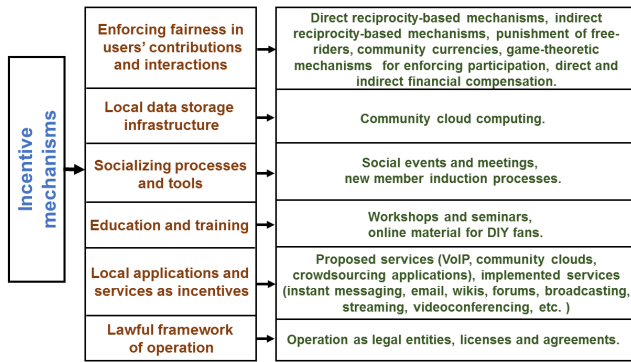 Incentive
mechanisms
Enforcing fairness in
users' contributions
and interactions
Direct reciprocity-based mechanisms, indirect
reciprocity-based mechanisms, punishment of free-
riders, community currencies, game-theoretic
mechanisms for enforcing participation, direct and
indirect financial compensation.
Local data storage
infrastructure
Community cloud computing.
Socializing processes
and tools
Social events and meetings,
new member induction processes.
Education and training
Workshops and seminars,
online material for DIY fans.
Local applications and
services as incentives
Proposed services (VoIP, community clouds,
crowdsourcing applications), implemented services
(instant messaging, email, wikis, forums, broadcasting,
streaming, videoconferencing, etc. )
Lawful framework
of operation
Operation as legal entities, licenses and agreements.